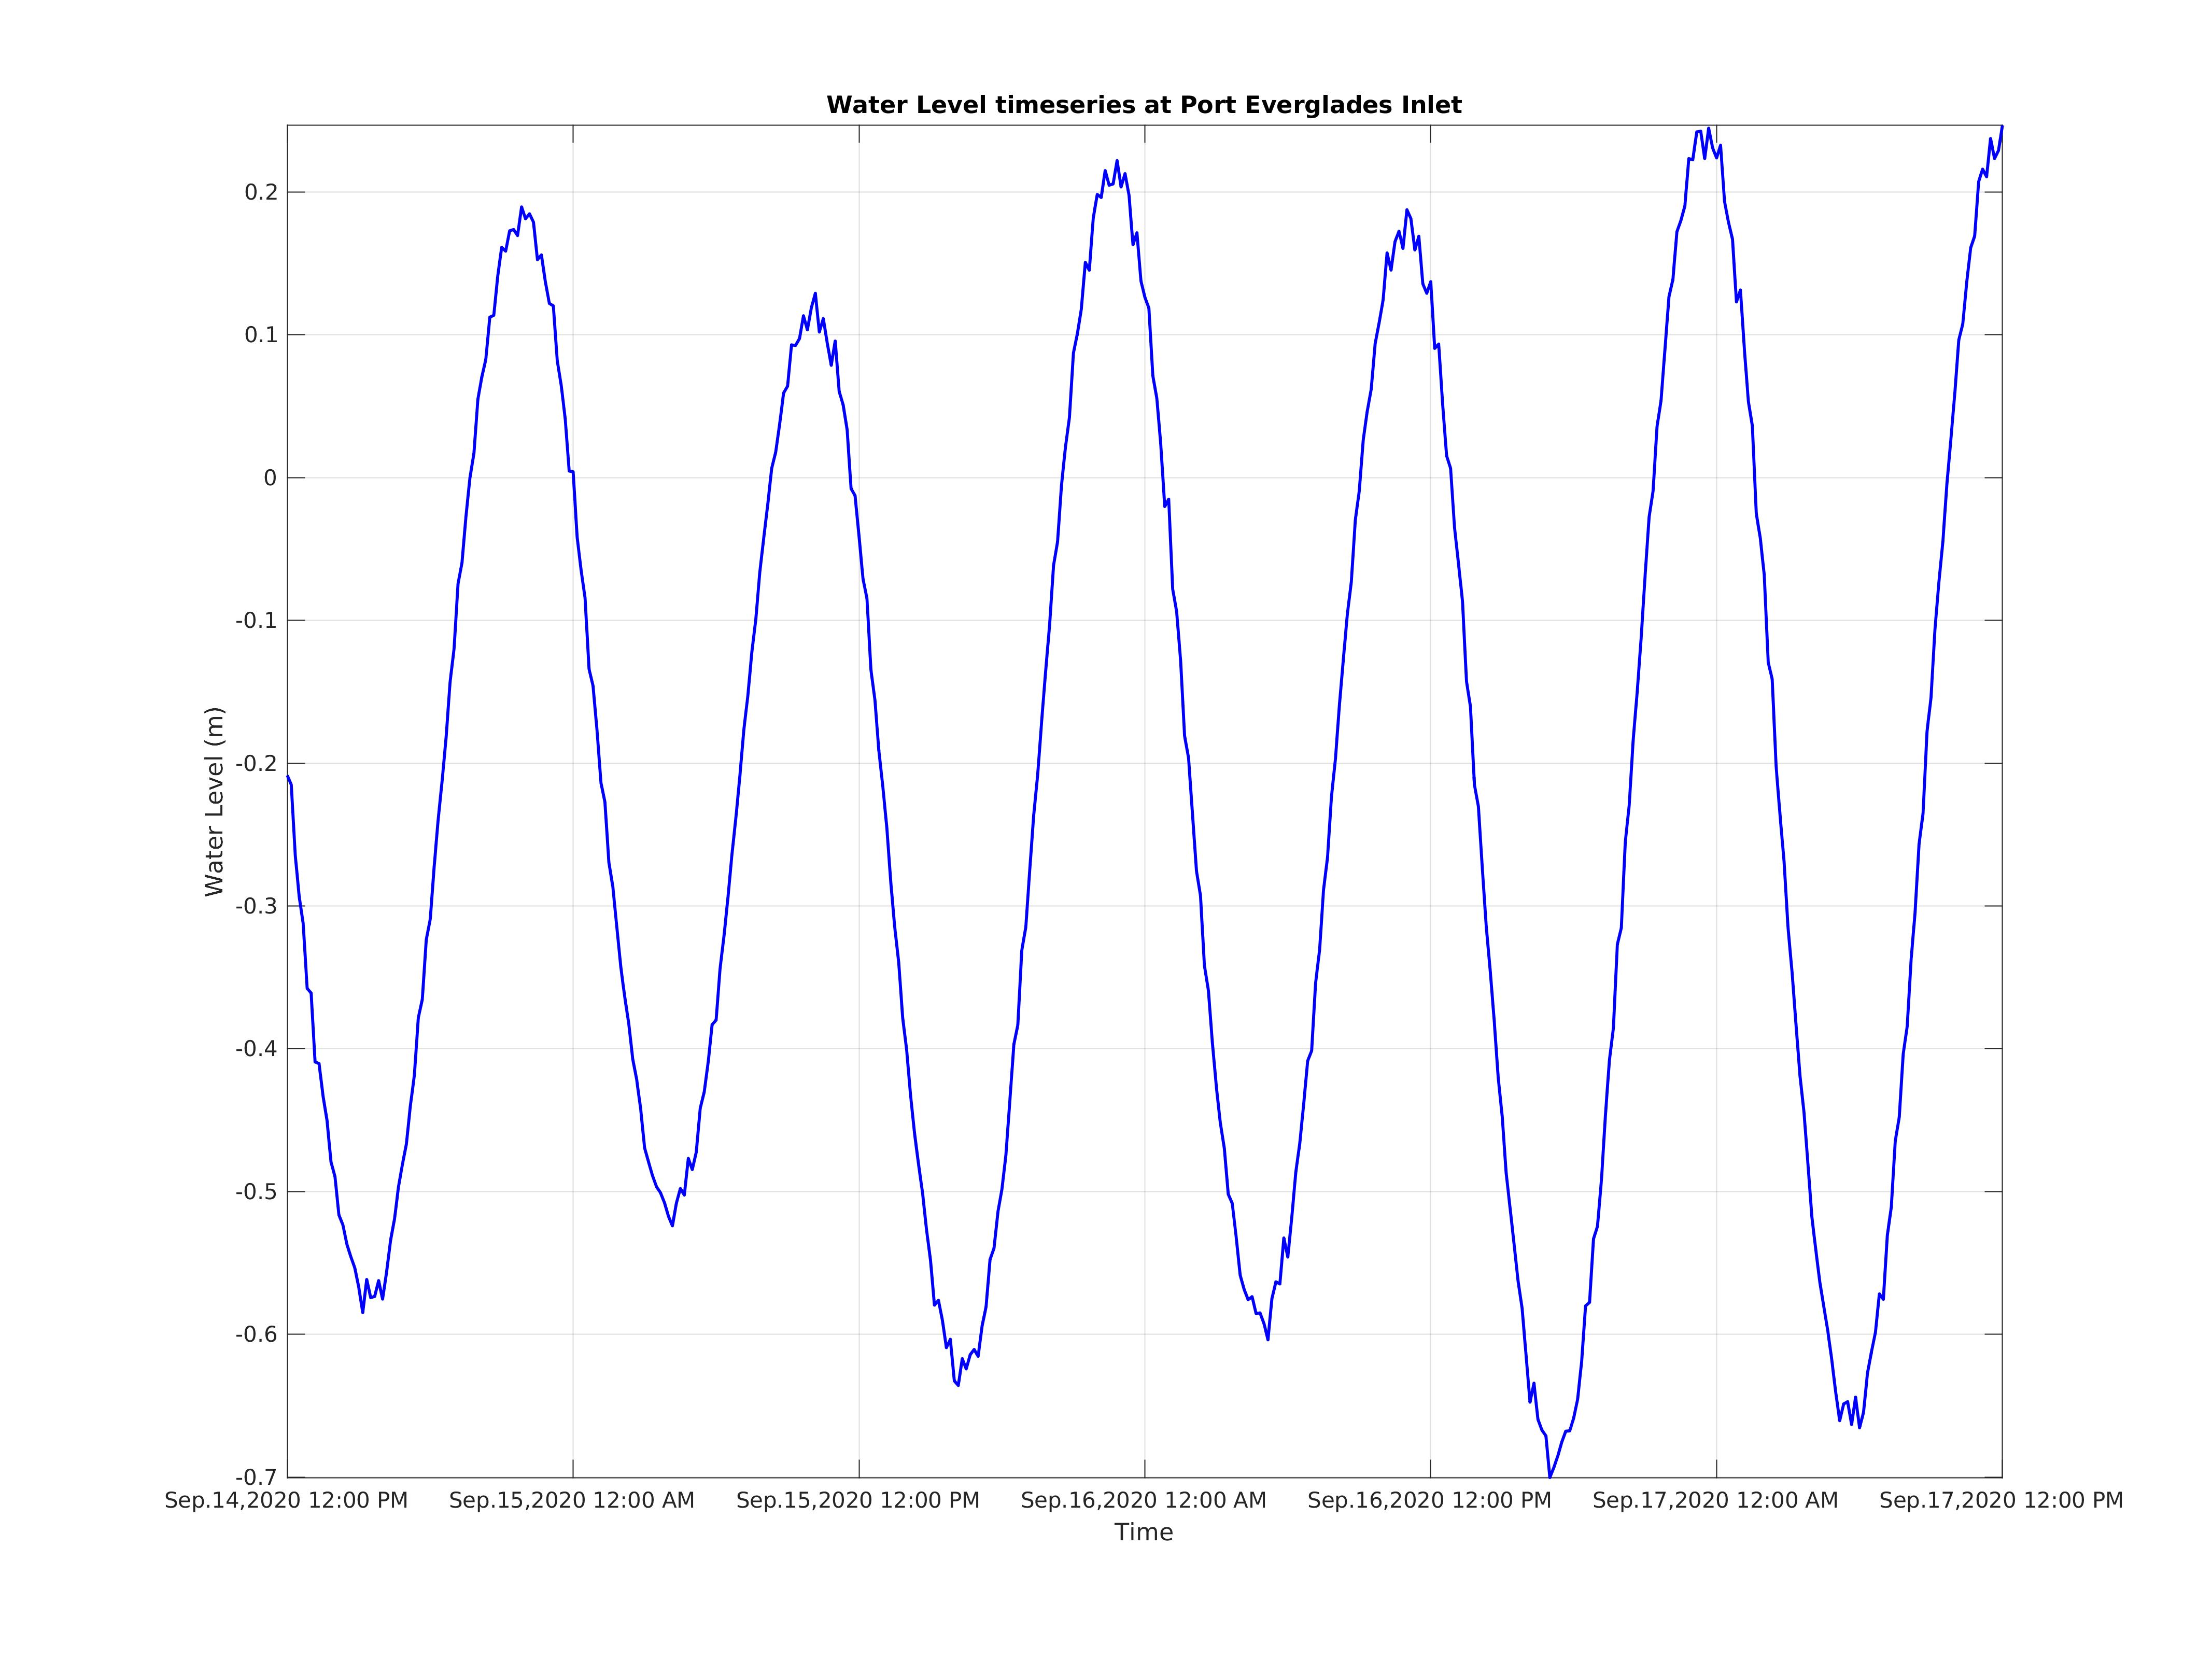 Water Level timeseries at Port Everglades Inlet
0.2
0.1
0
-0.1
-0.2
-0.3
-0.4
-0.5
-0.6
-0.7
Water Level (m)
Sep.14,2020 12:00 PM
Sep.15,2020 12:00 AM
Sep.15,2020 12:00 PM
Sep.16,2020 12:00 AM
Sep.16,2020 12:00 PM
Sep.17,2020 12:00 AM
Sep.17,2020 12:00 PM
Time